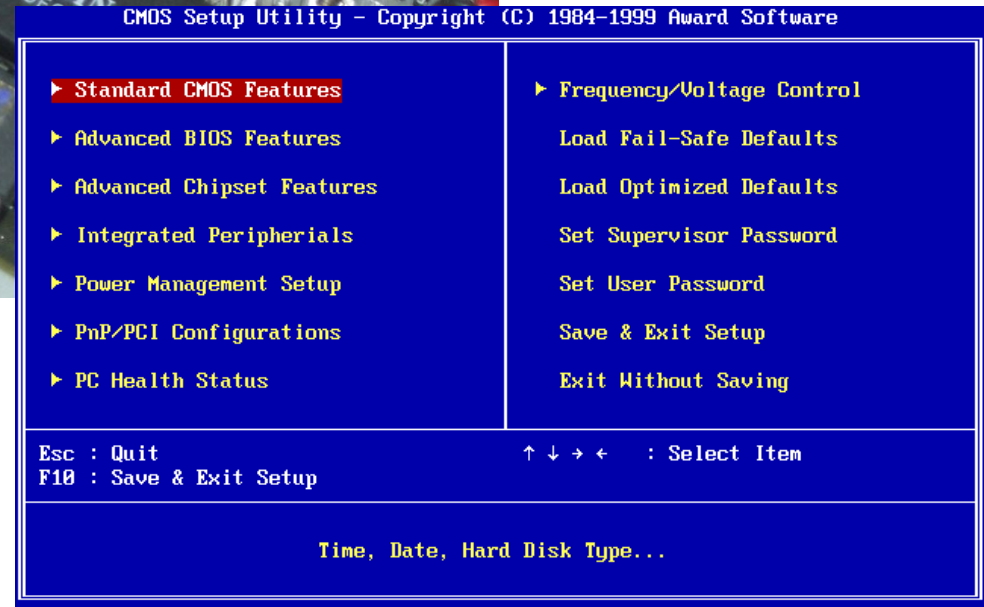 CMOS Setup Utility - Copyright (C) 1984-1999 Award Software
▶ Standard CMOS Features
▶ Advanced BIOS Features
▶ Advanced Chipset Features
▶ Integrated Peripherials
▶ Power Management Setup
▶ PnP/PCI Configurations
▶ PC Health Status
▶ Frequency/Voltage Control
Load Fail-Safe Defaults
Load Optimized Defaults
Set Supervisor Password
Set User Password
Save & Exit Setup
Exit Without Saving
Esc : Quit
F10 : Save & Exit Setup
↑ ↓ → ← : Select Item
Time, Date, Hard Disk Type...